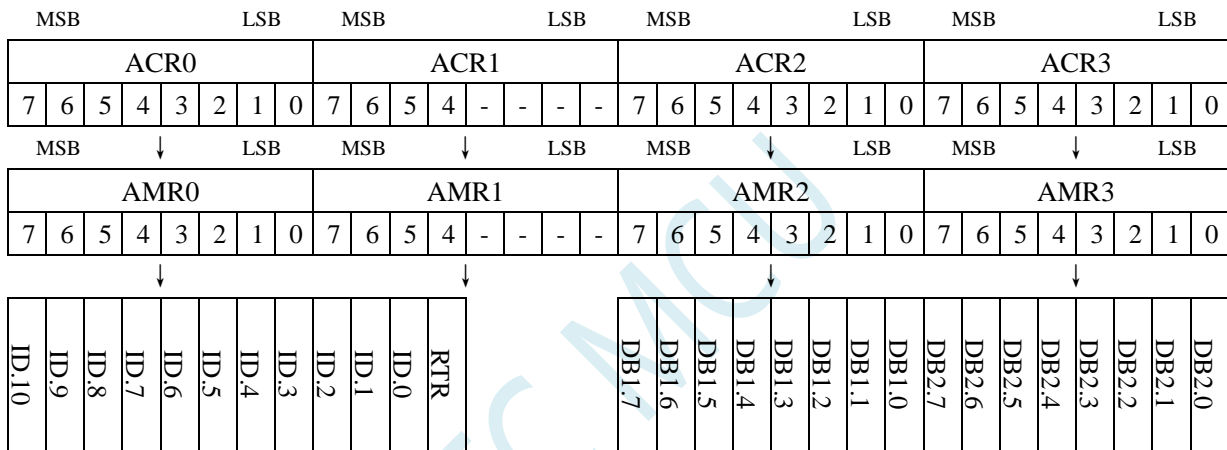 MSB LSB MSB LSB MSB LSB MSB LSB
ACR0 ACR1 ACR2 ACR3
7 6 5 4 3 2 1 0 7 6 5 4 - - - - 7 6 5 4 3 2 1 0 7 6 5 4 3 2 1 0
MSB ↓ LSB MSB ↓ LSB MSB ↓ LSB MSB ↓ LSB
AMR0 AMR1 AMR2 AMR3
7 6 5 4 3 2 1 0 7 6 5 4 - - - - 7 6 5 4 3 2 1 0 7 6 5 4 3 2 1 0
↓ ↓ ↓ ↓
ID.10 ID.9 ID.8 ID.7 ID.6 ID.5 ID.4 ID.3 ID.2 ID.1 ID.0 RTR DB1.7 DB1.6 DB1.5 DB1.4 DB1.3 DB1.2 DB1.1 DB1.0 DB2.7 DB2.6 DB2.5 DB2.4 DB2.3 DB2.2 DB2.1 DB2.0
MCU